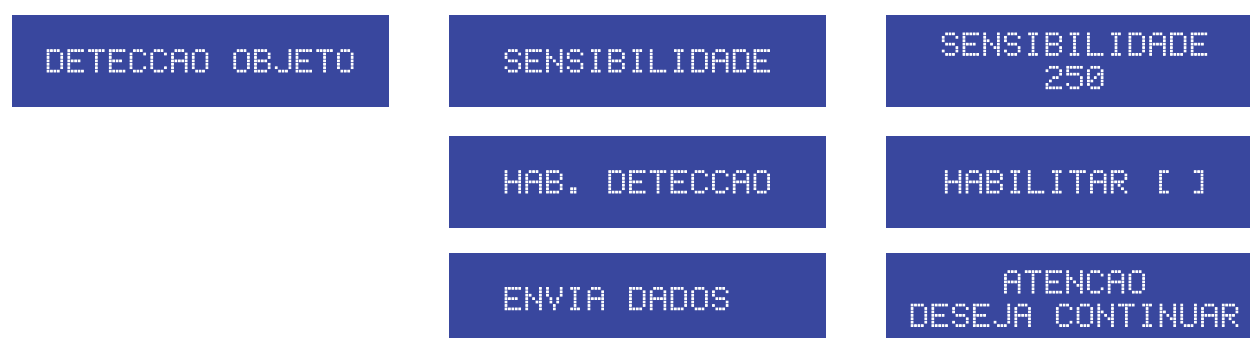 DETECCAO OBJETO
SENSIBILIDADE
SENSIBILIDADE
250
HAB. DETECCAO
HABILITAR [ ]
ENVIA DADOS
ATENCAO
DESEJA CONTINUAR